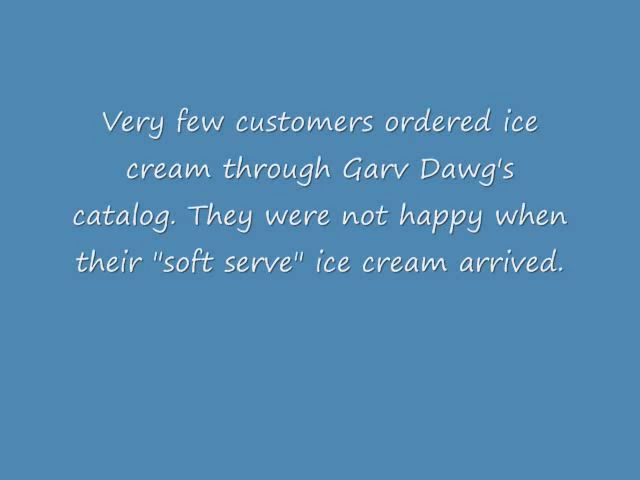 Very few customers ordered ice
cream through Garv Dawg's
catalog. They were not happy when
their "soft serve" ice cream arrived.